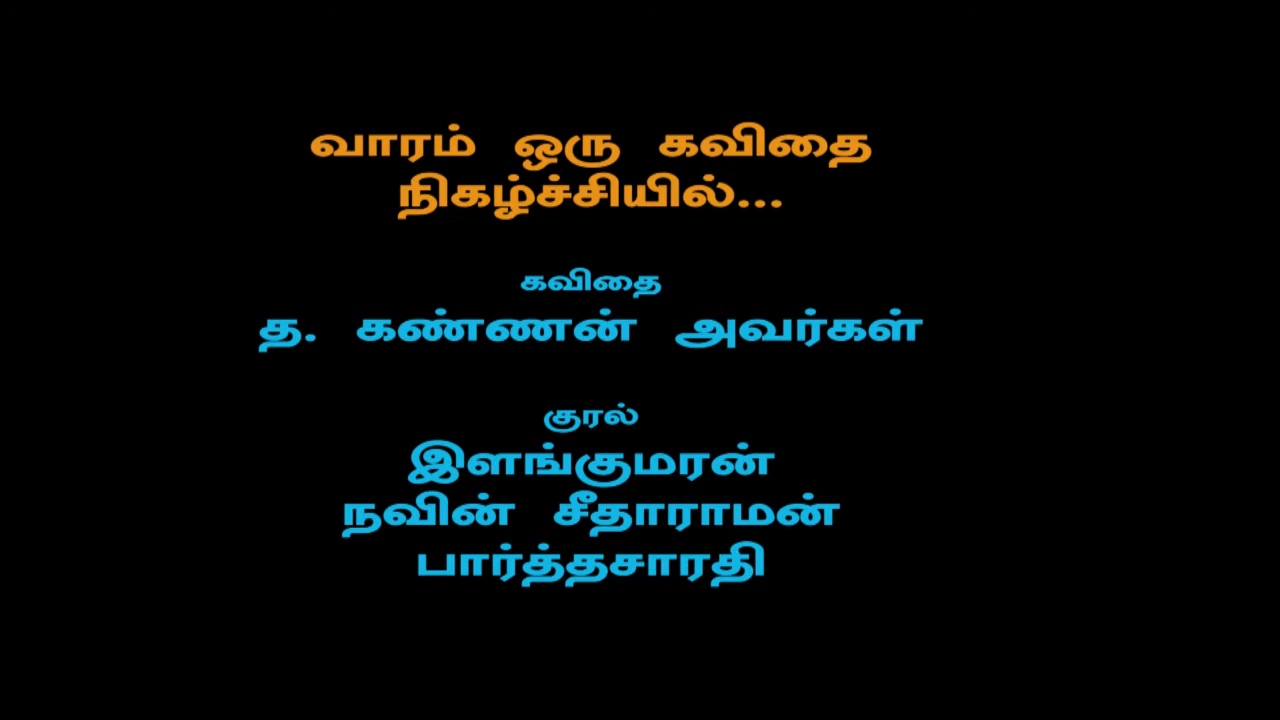 வாரம் ஒரு கவிதை
நிகழ்ச்சியில்...
கவிதை
த. கண்ணன் அவர்கள்
குரல்
இளங்குமரன்
நவின் சீதாராமன்
பார்த்தசாரதி